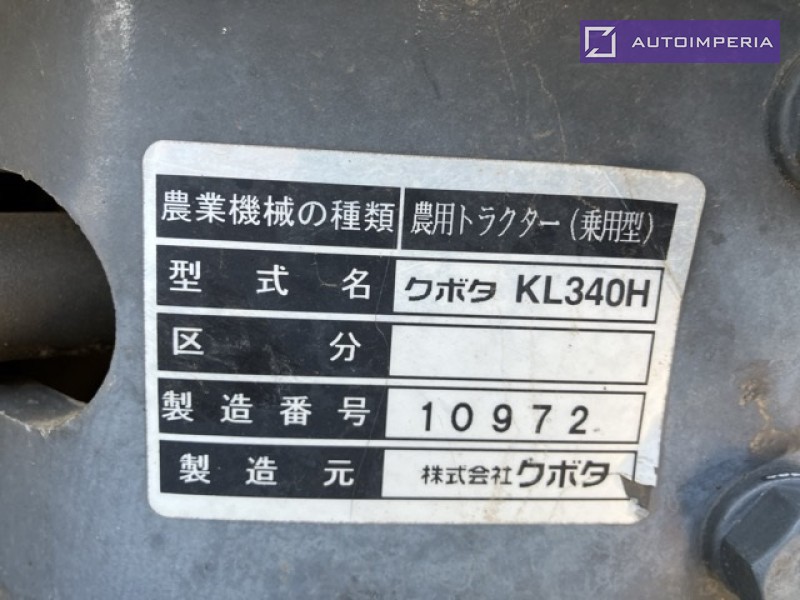 AUTOIMPERIA
農業機械の種類 農用トラクター(乗用型)
型式名 クボタ KL340H
区分
製造番号 10972
製造元 株式会社クボタ